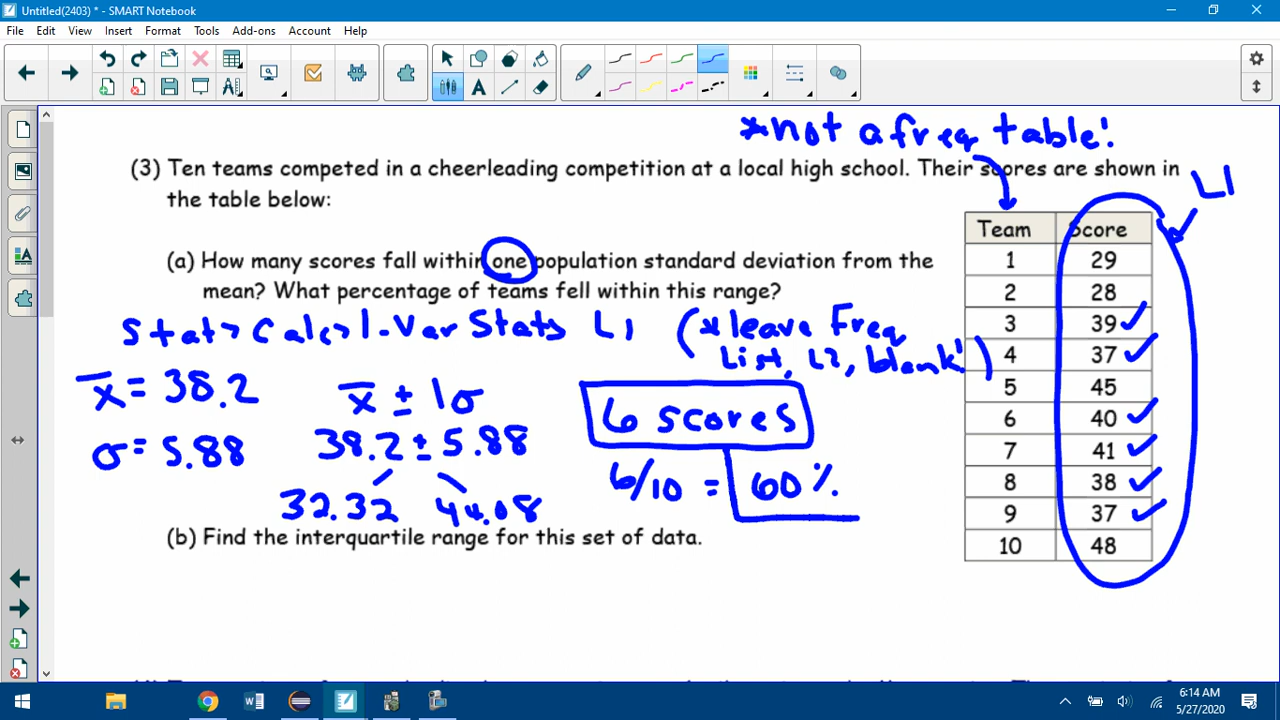 Untitled(2403) * - SMART Notebook
File Edit View Insert Format Tools Add-ons Account Help
*not a freq table!
(3) Ten teams competed in a cheerleading competition at a local high school. Their scores are shown in
the table below:
L1
(a) How many scores fall within one population standard deviation from the
mean? What percentage of teams fell within this range?
Stat>Calc>1-Var Stats L1 (*leave Freq
List, L2, blank!)
x̄ = 38.2
σ = 5.88
x̄ ± 1σ
38.2 ± 5.88
32.32 44.08
6 scores
6/10 = 60%
(b) Find the interquartile range for this set of data.
Team Score
1 29
2 28
3 39 ✓
4 37 ✓
5 45
6 40 ✓
7 41 ✓
8 38 ✓
9 37 ✓
10 48
6:14 AM
5/27/2020